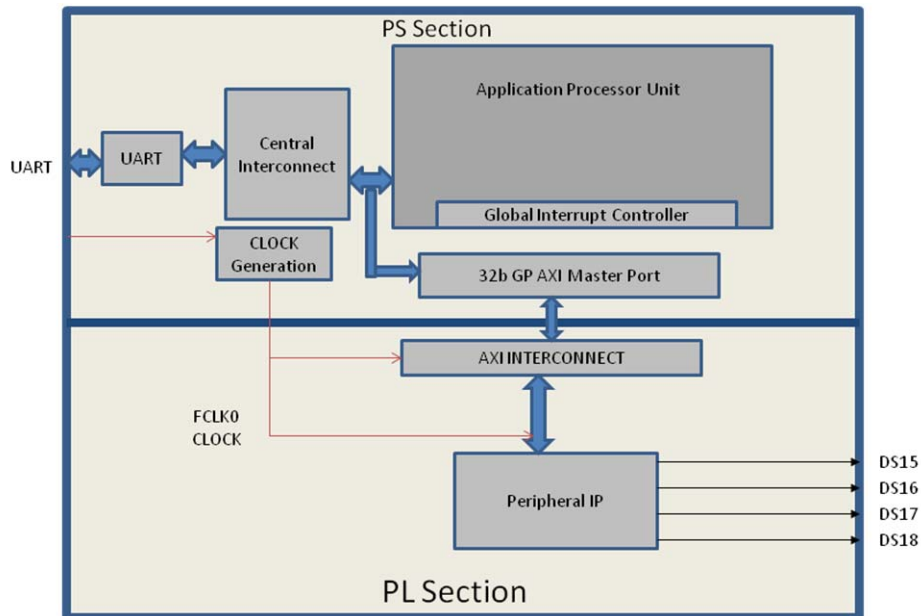 PS Section
Application Processor Unit
Central
Interconnect
UART
UART
Global Interrupt Controller
CLOCK
Generation
32b GP AXI Master Port
AXI INTERCONNECT
FCLK0
CLOCK
Peripheral IP
DS15
DS16
DS17
DS18
PL Section